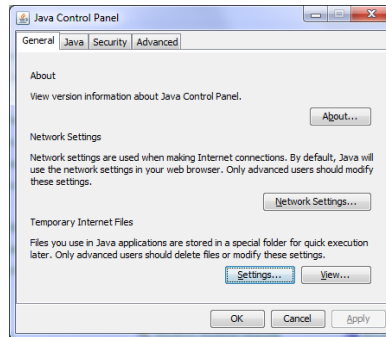 Java Control Panel
General Java Security Advanced
About
View version information about Java Control Panel.
About...
Network Settings
Network settings are used when making Internet connections. By default, Java will
use the network settings in your web browser. Only advanced users should modify
these settings.
Network Settings...
Temporary Internet Files
Files you use in Java applications are stored in a special folder for quick execution
later. Only advanced users should delete files or modify these settings.
Settings... View...
OK Cancel Apply